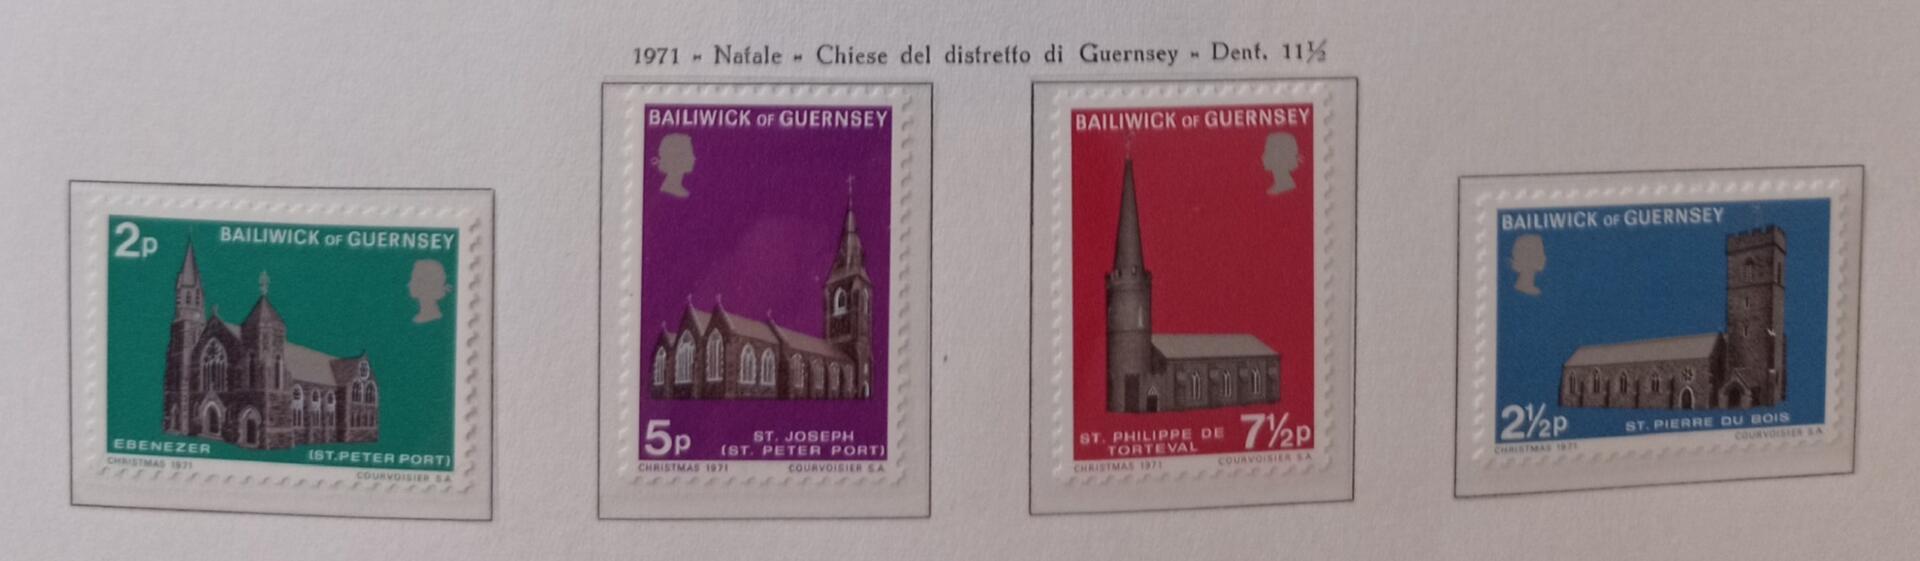 1971 - Natale - Chiese del distretto di Guernsey - Dent. 11½
2p BAILIWICK OF GUERNSEY
EBENEZER
(ST. PETER PORT)
CHRISTMAS 1971 COURVOISIER S.A
BAILIWICK OF GUERNSEY
5p
ST. JOSEPH
(ST. PETER PORT)
CHRISTMAS 1971 COURVOISIER S.A
BAILIWICK OF GUERNSEY
ST. PHILIPPE DE
TORTEVAL
7½p
CHRISTMAS 1971 COURVOISIER S.A
BAILIWICK OF GUERNSEY
2½p
ST. PIERRE DU BOIS
CHRISTMAS 1971 COURVOISIER S.A